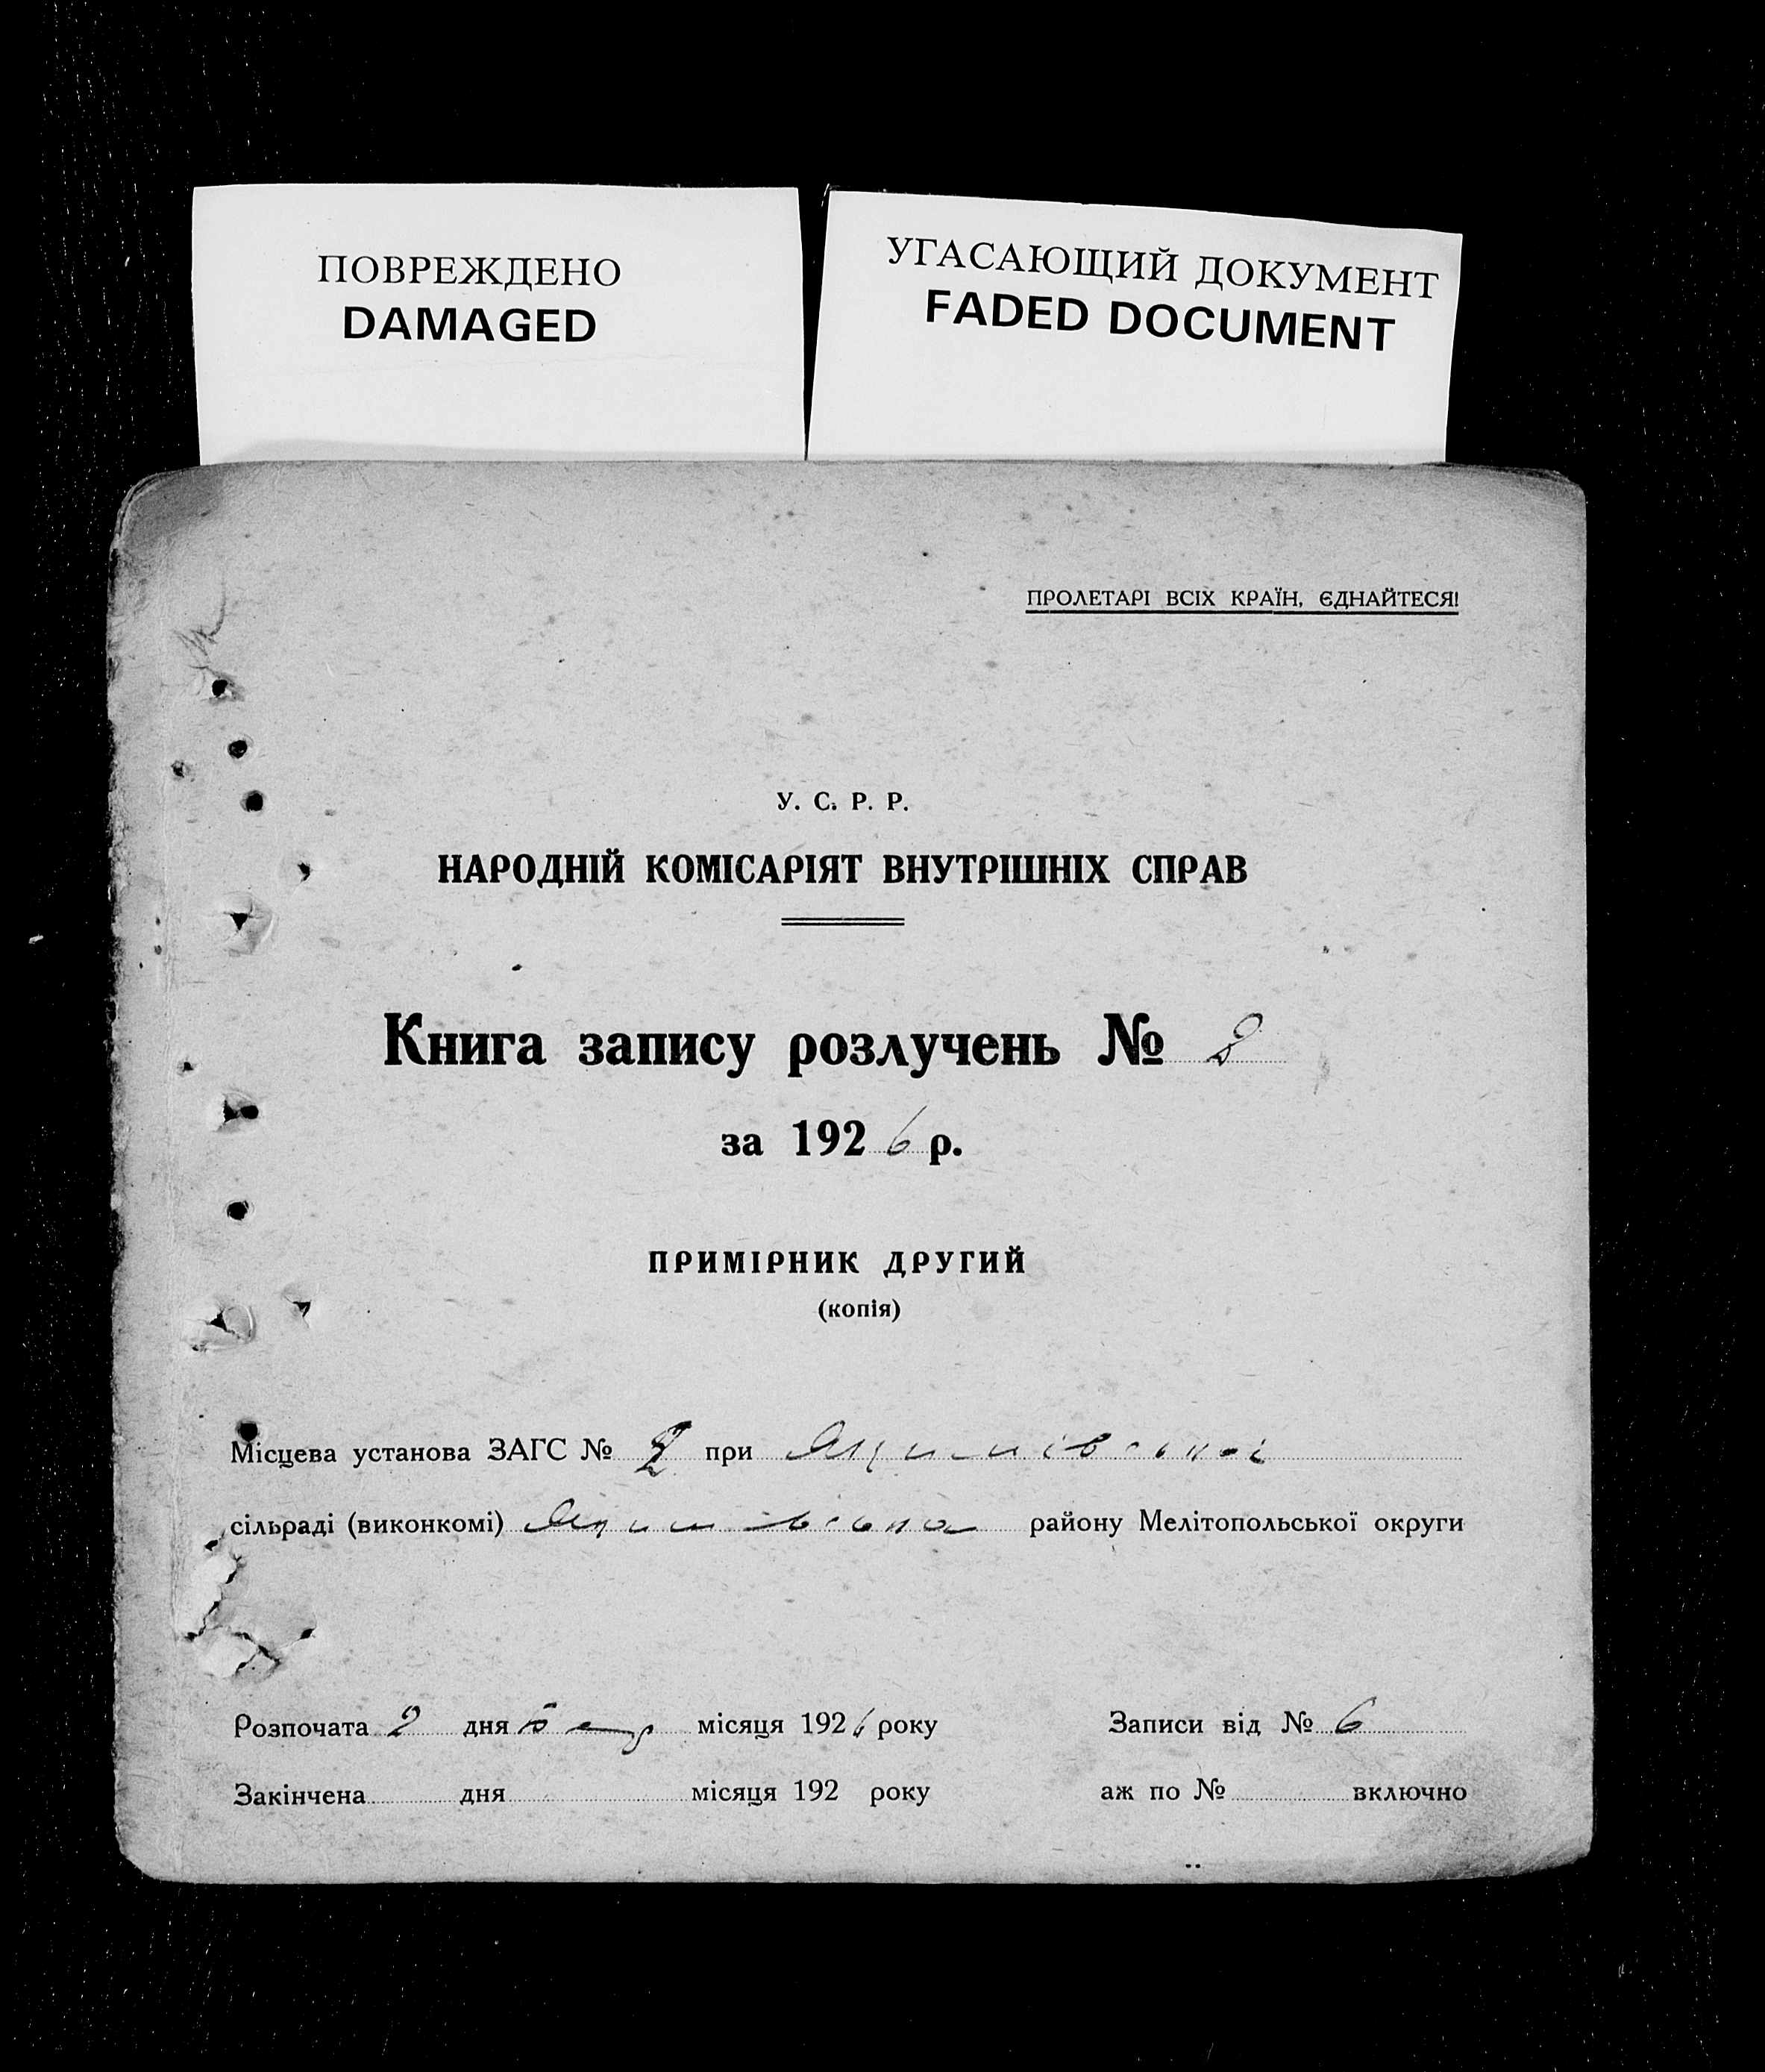 ПОВРЕЖДЕНО
DAMAGED
УГАСАЮЩИЙ ДОКУМЕНТ
FADED DOCUMENT
ПРОЛЕТАРІ ВСІХ КРАЇН, ЄДНАЙТЕСЯ!
У. С. Р. Р.
НАРОДНІЙ КОМІСАРІЯТ ВНУТРІШНІХ СПРАВ
Книга запису розлучень № 2
за 1926 р.
ПРИМІРНИК ДРУГИЙ
(копія)
Місцева установа ЗАГС № 2 при Якимівській
сільраді (виконкомі) району Мелітопольської округи
Розпочата 2 дня місяця 1926 року Записи від № 6
Закінчена дня місяця 192 року аж по № включно